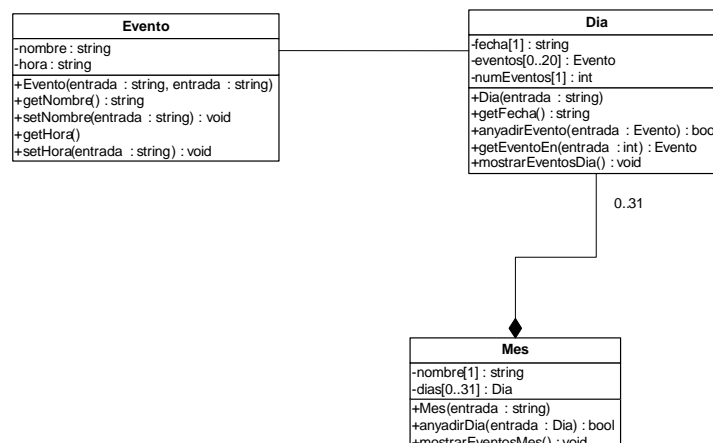 Evento
-nombre : string
-hora : string
+Evento(entrada : string, entrada : string)
+getNombre() : string
+setNombre(entrada : string) : void
+getHora()
+setHora(entrada : string) : void
Dia
-fecha[1] : string
-eventos[0..20] : Evento
-numEventos[1] : int
+Dia(entrada : string)
+getFecha() : string
+anyadirEvento(entrada : Evento) : boo
+getEventoEn(entrada : int) : Evento
+mostrarEventosDia() : void
0..31
Mes
-nombre[1] : string
-dias[0..31] : Dia
+Mes(entrada : string)
+anyadirDia(entrada : Dia) : bool
+mostrarEventosMes() : void